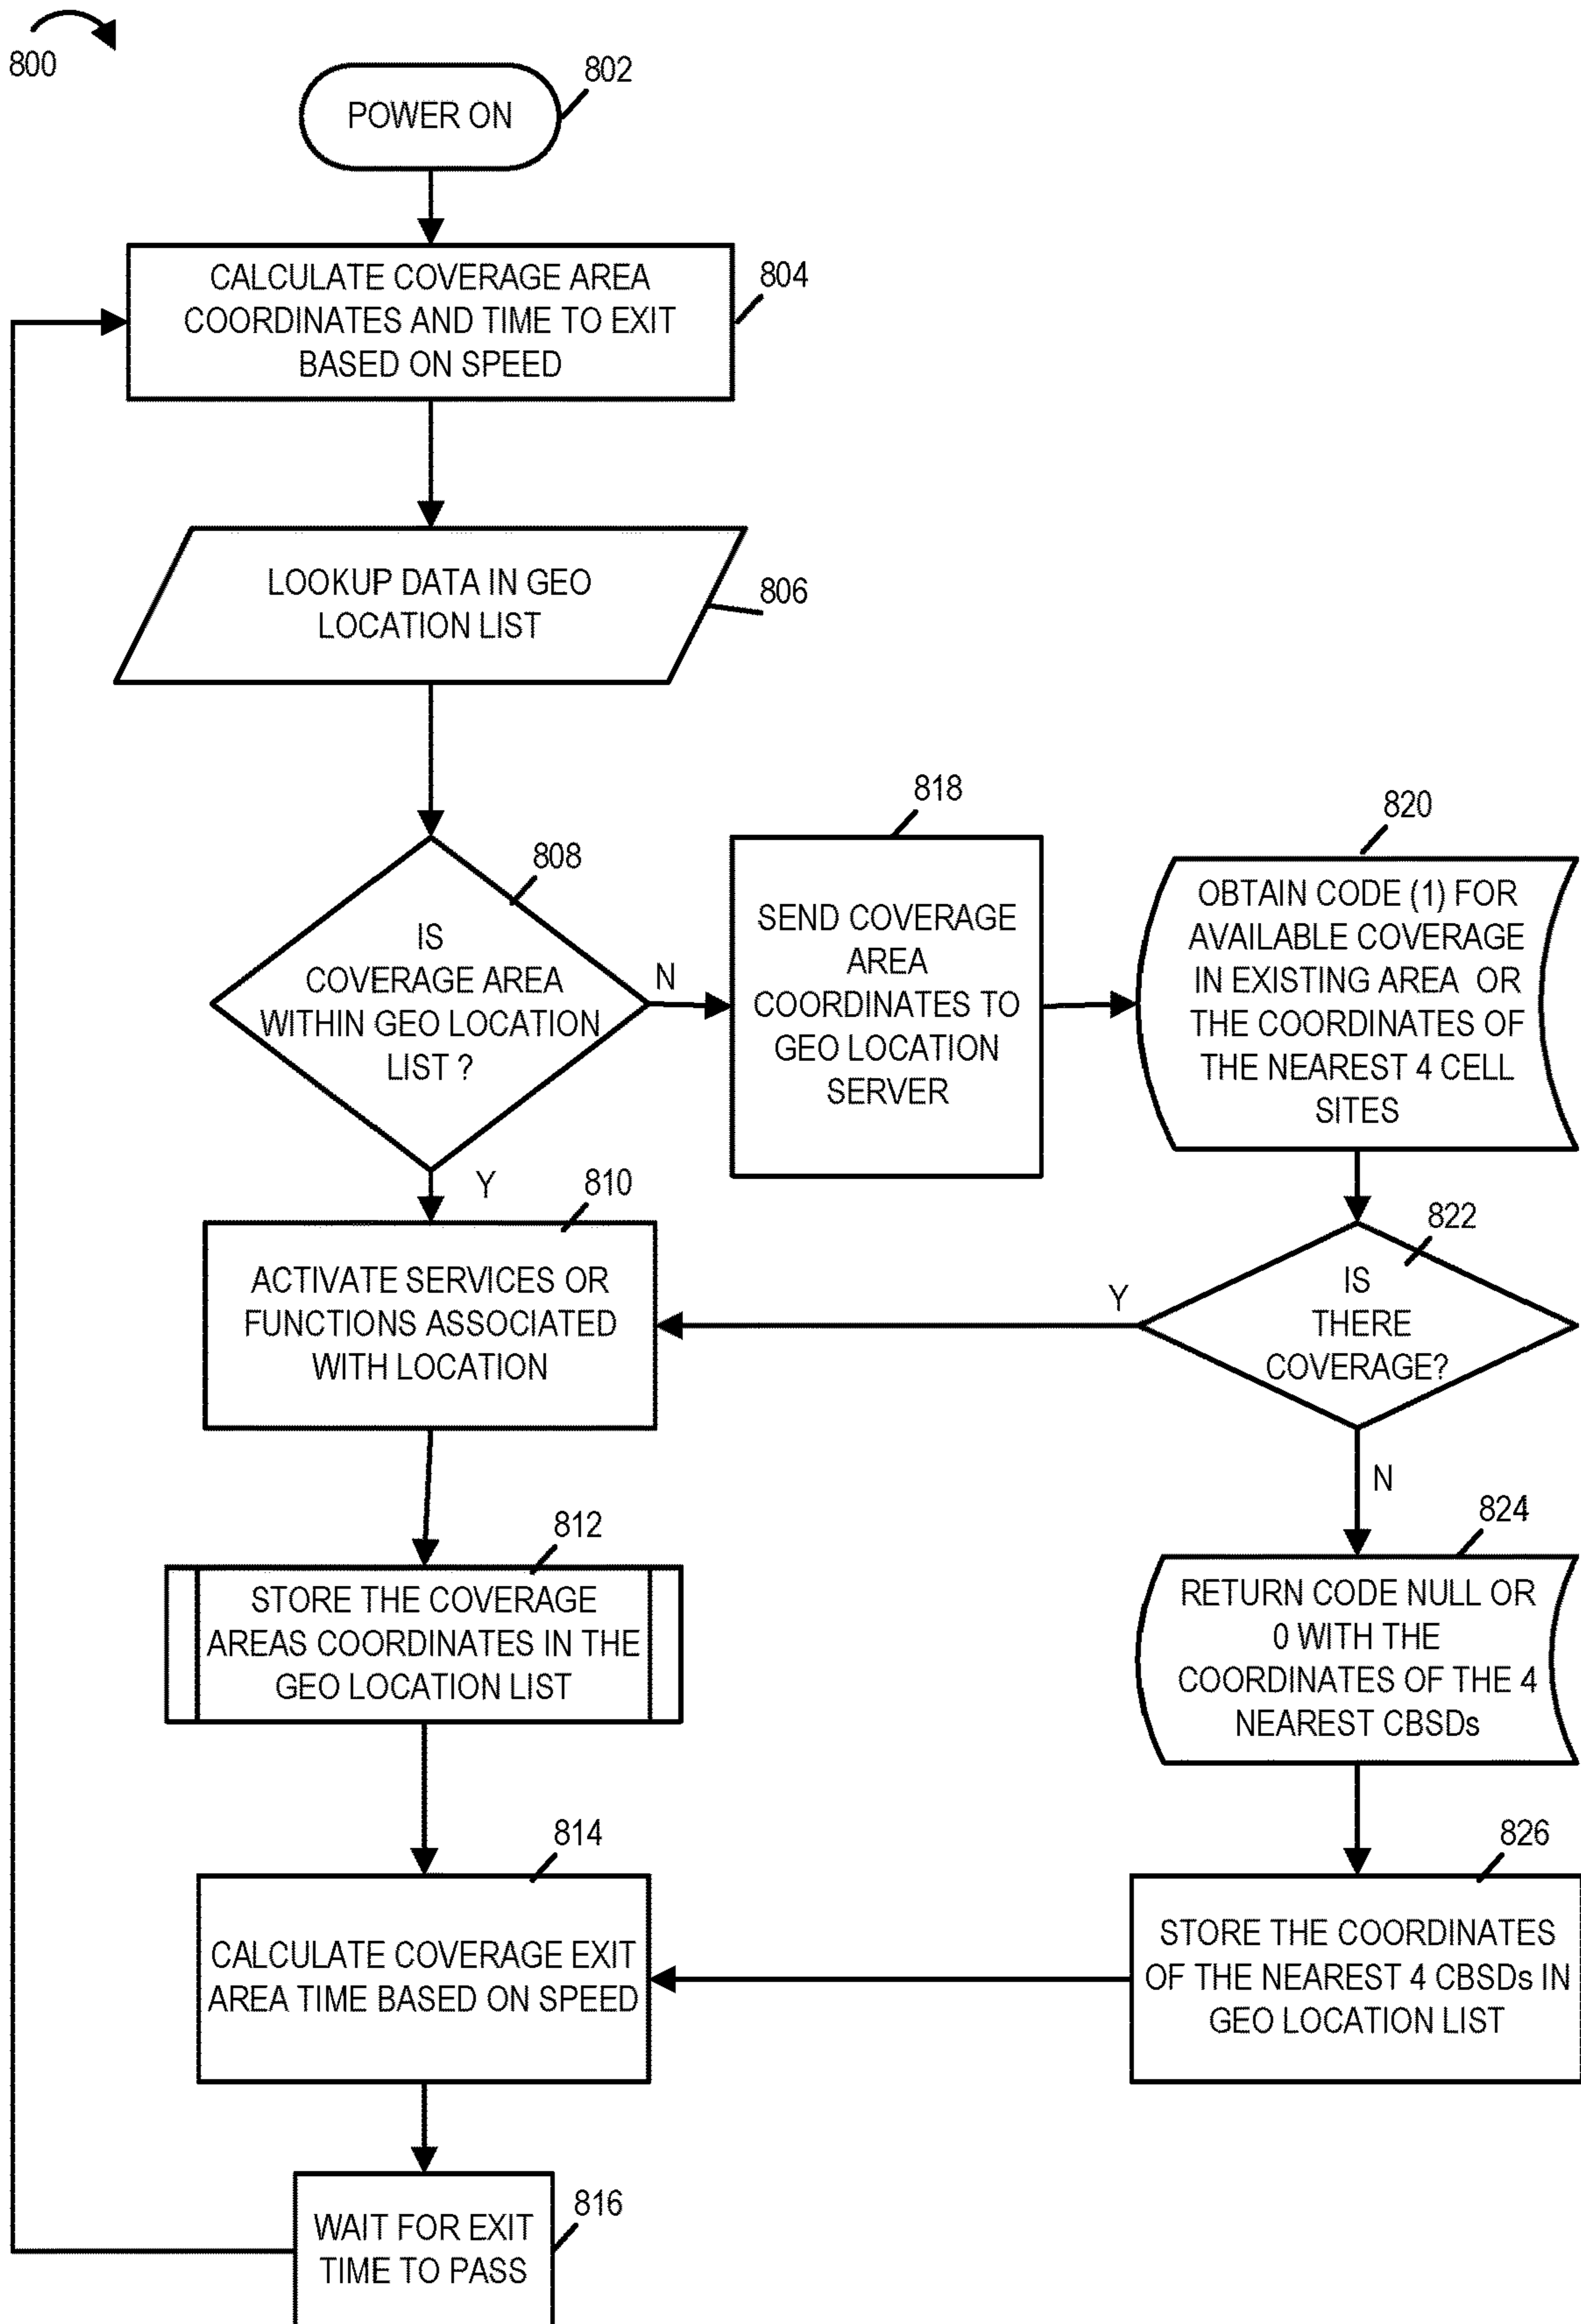 800
802
POWER ON
CALCULATE COVERAGE AREA
COORDINATES AND TIME TO EXIT
BASED ON SPEED
804
LOOKUP DATA IN GEO
LOCATION LIST
806
808
IS
COVERAGE AREA
WITHIN GEO LOCATION
LIST ?
N
Y
818
SEND COVERAGE
AREA
COORDINATES TO
GEO LOCATION
SERVER
820
OBTAIN CODE (1) FOR
AVAILABLE COVERAGE
IN EXISTING AREA OR
THE COORDINATES OF
THE NEAREST 4 CELL
SITES
810
ACTIVATE SERVICES OR
FUNCTIONS ASSOCIATED
WITH LOCATION
822
IS
THERE
COVERAGE?
Y
N
812
STORE THE COVERAGE
AREAS COORDINATES IN THE
GEO LOCATION LIST
824
RETURN CODE NULL OR
0 WITH THE
COORDINATES OF THE 4
NEAREST CBSDs
814
CALCULATE COVERAGE EXIT
AREA TIME BASED ON SPEED
826
STORE THE COORDINATES
OF THE NEAREST 4 CBSDs IN
GEO LOCATION LIST
816
WAIT FOR EXIT
TIME TO PASS